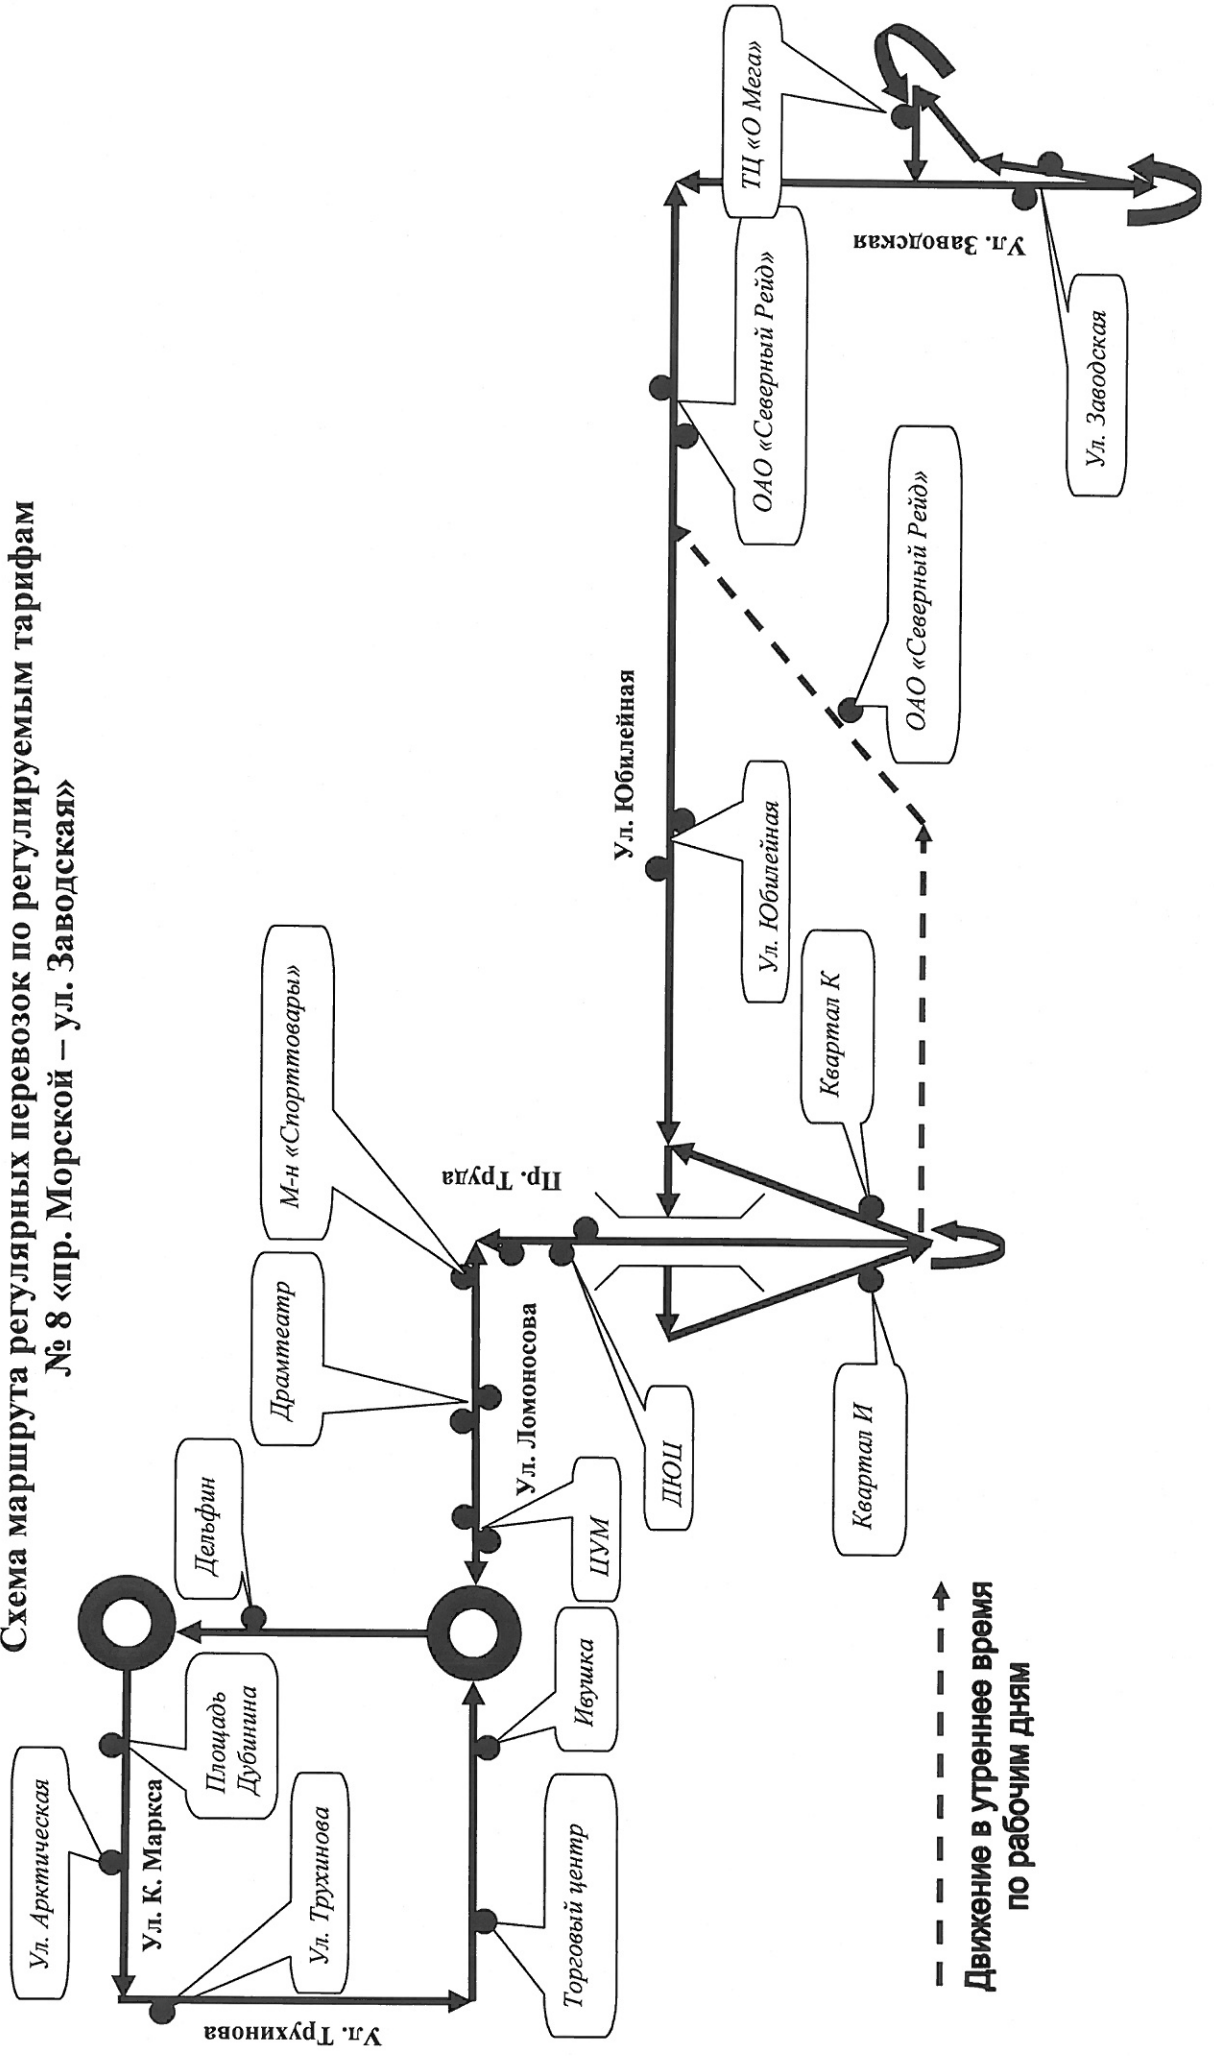 Схема маршрута регулярных перевозок по регулируемым тарифам
№ 8 «пр. Морской – ул. Заводская»
Ул. Арктическая
Площадь
Дубинина
Дельфин
Драмтеатр
М-н «Спорттовары»
Ул. К. Маркса
Ул. Трухинова
Ул. Трухинова
Торговый центр
Ивушка
ЦУМ
Ул. Ломоносова
ДЮЦ
Пр. Труда
Квартал И
Квартал К
Ул. Юбилейная
Ул. Юбилейная
ОАО «Северный Рейд»
ОАО «Северный Рейд»
ТЦ «О Мега»
Ул. Заводская
Ул. Заводская
Движение в утреннее время
по рабочим дням